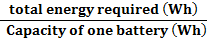 total energy required (Wh)
Capacity of one battery (Wh)